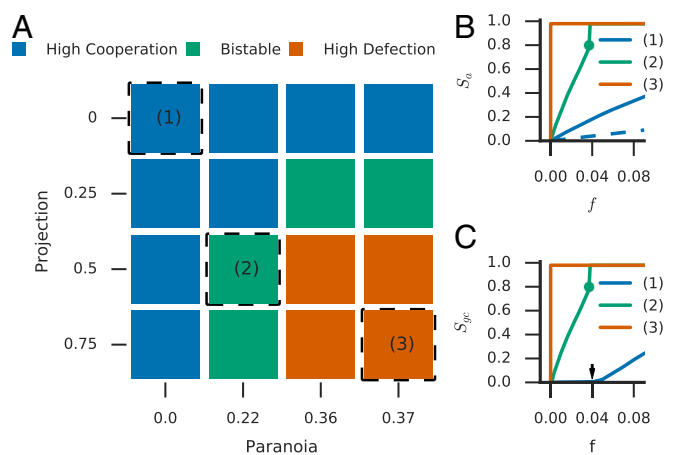 A
High Cooperation Bistable High Defection
Projection
0
0.25
0.5
0.75
(1)
(2)
(3)
0.0 0.22 0.36 0.37
Paranoia
B
S_a
1.0
0.8
0.6
0.4
0.2
0.0
(1)
(2)
(3)
0.00 0.04 0.08
f
C
S_gc
1.0
0.8
0.6
0.4
0.2
0.0
(1)
(2)
(3)
0.00 0.04 0.08
f